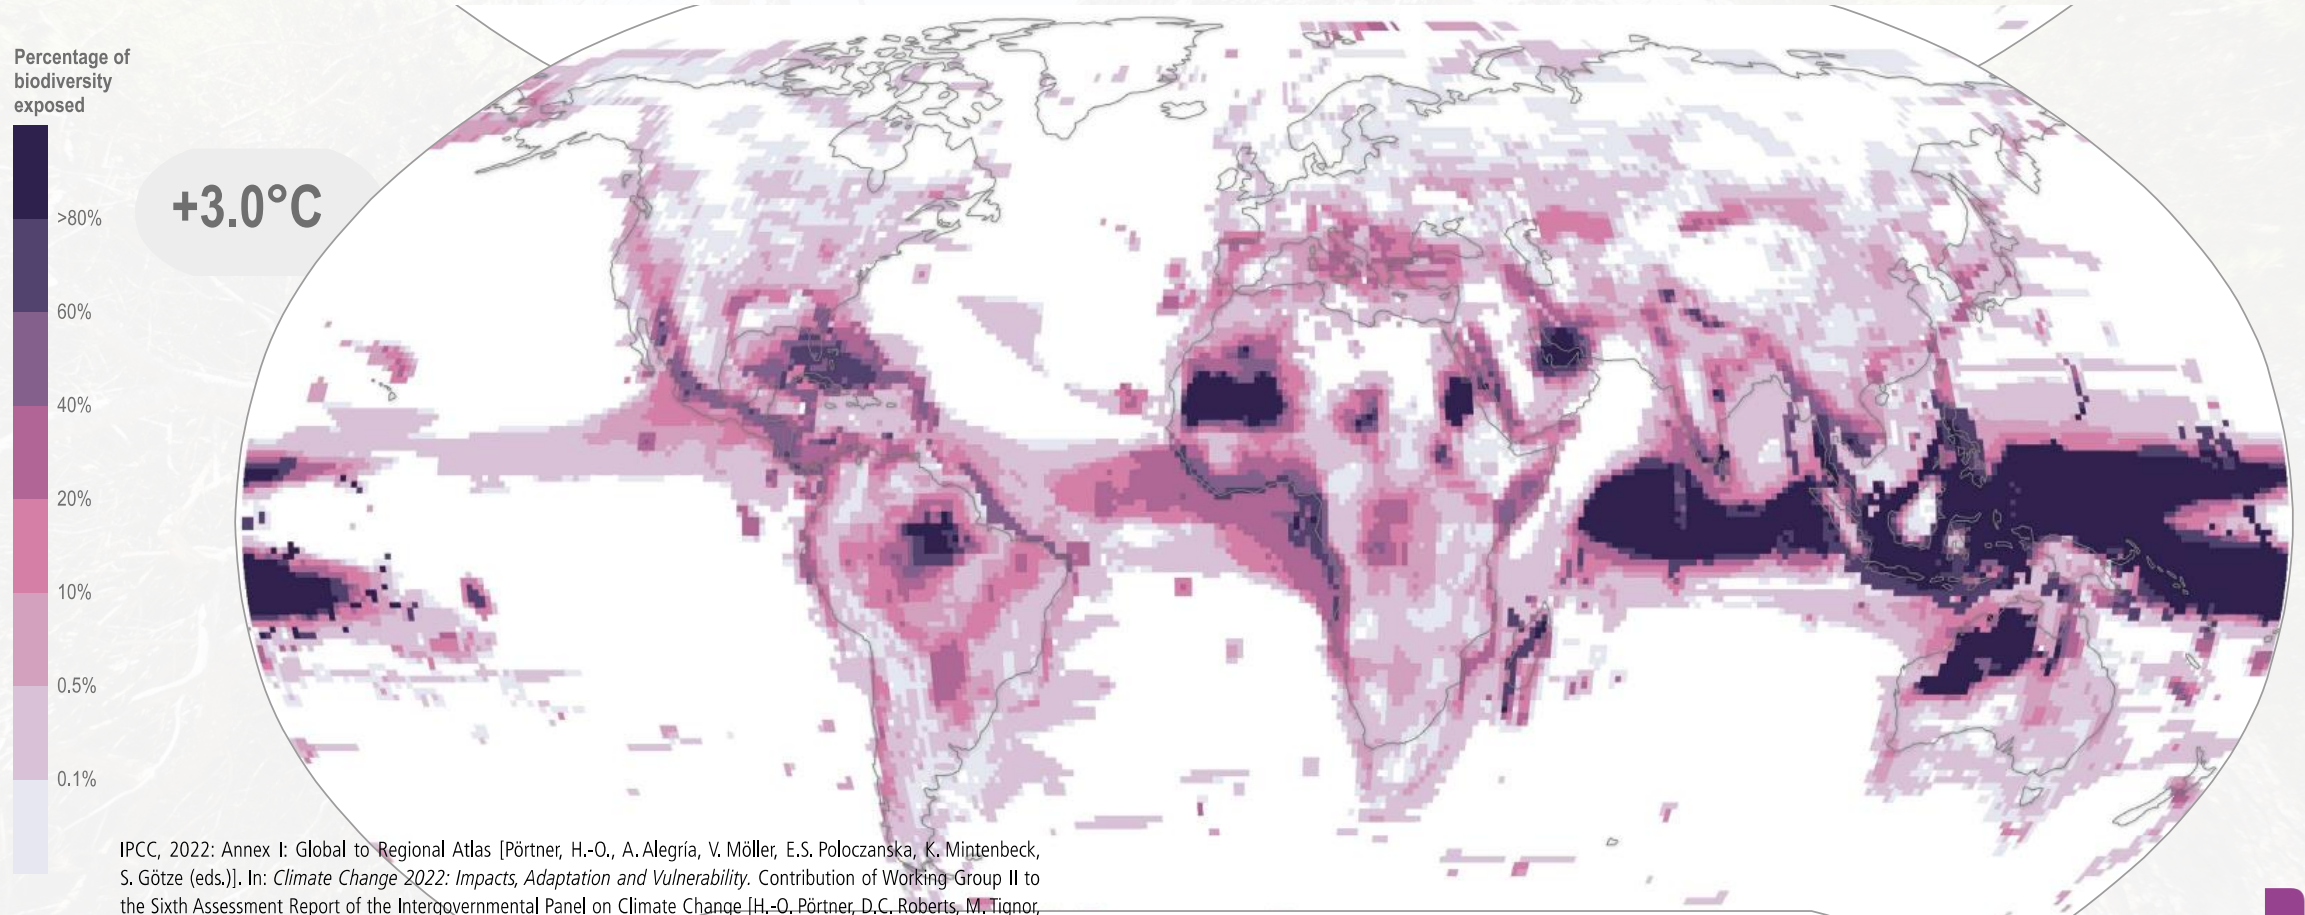 Percentage of
biodiversity
exposed
+3.0°C
>80%
60%
40%
20%
10%
0.5%
0.1%
IPCC, 2022: Annex I: Global to Regional Atlas [Pörtner, H.-O., A. Alegría, V. Möller, E.S. Poloczanska, K. Mintenbeck,
S. Götze (eds.)]. In: Climate Change 2022: Impacts, Adaptation and Vulnerability. Contribution of Working Group II to
the Sixth Assessment Report of the Intergovernmental Panel on Climate Change [H.-O. Pörtner, D.C. Roberts, M. Tignor,